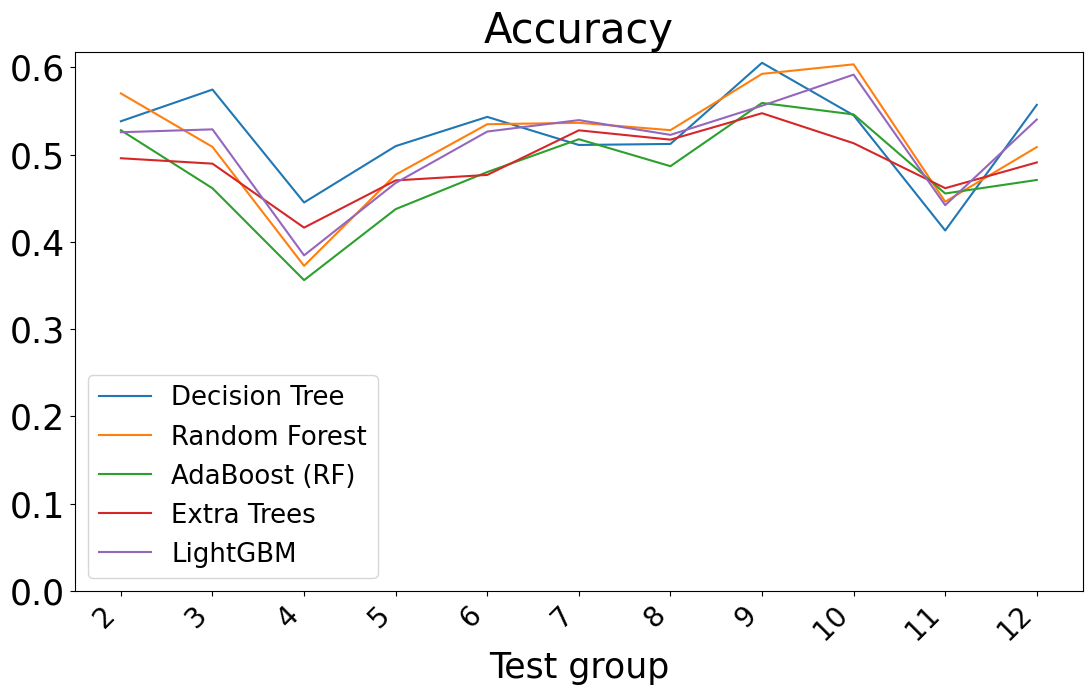 Accuracy
0.6
0.5
0.4
0.3
0.2
0.1
0.0
Decision Tree
Random Forest
AdaBoost (RF)
Extra Trees
LightGBM
2 3 4 5 6 7 8 9 10 11 12
Test group